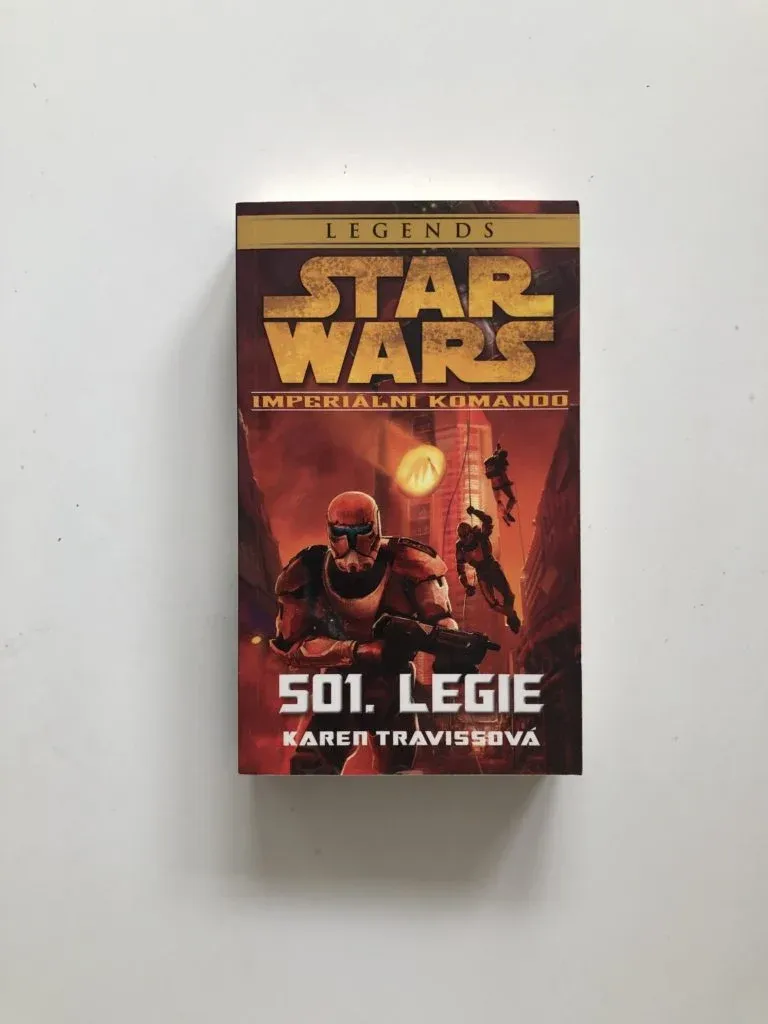 LEGENDS
STAR
WARS
IMPERIÁLNÍ KOMANDO
501. LEGIE
KAREN TRAVISSOVÁ